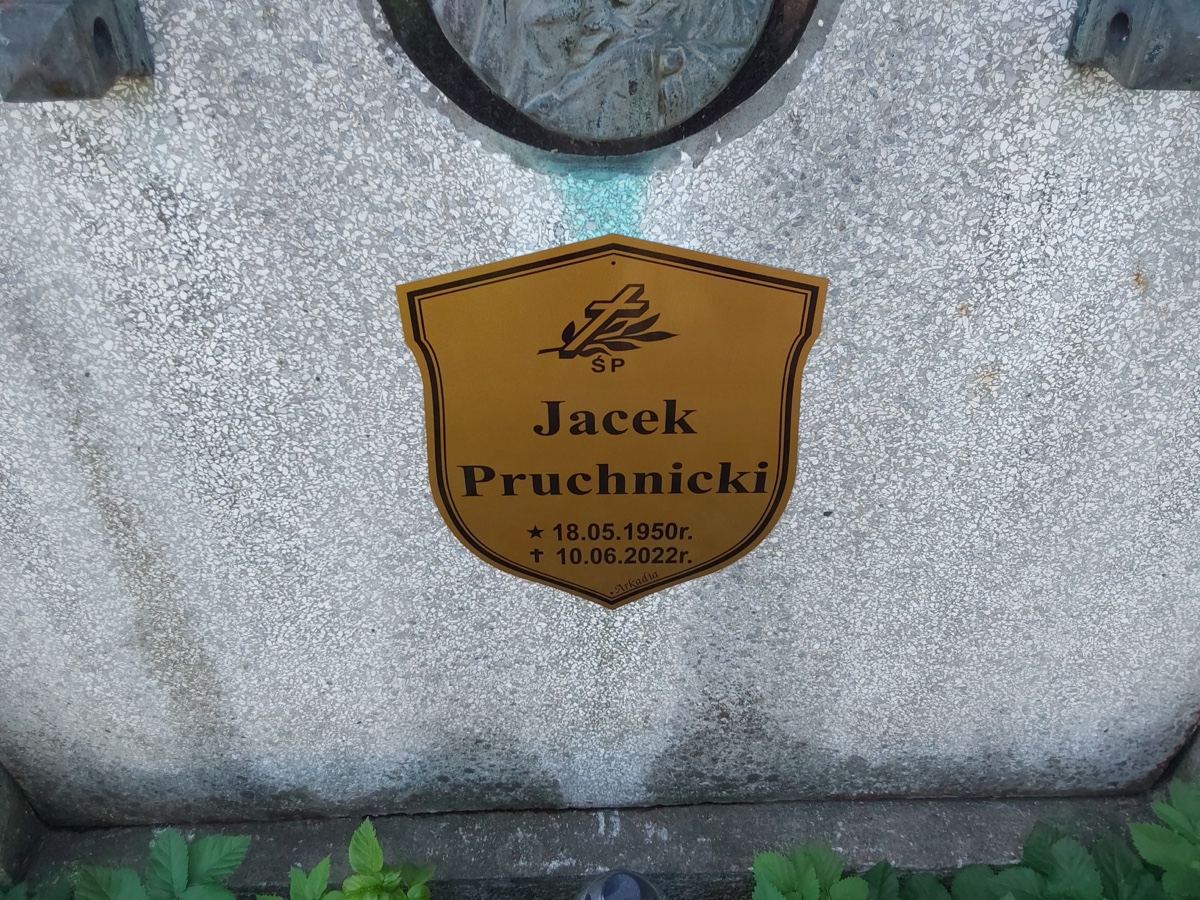 ŚP
Jacek
Pruchnicki
★ 18.05.1950r.
✝ 10.06.2022r.
Arkadia